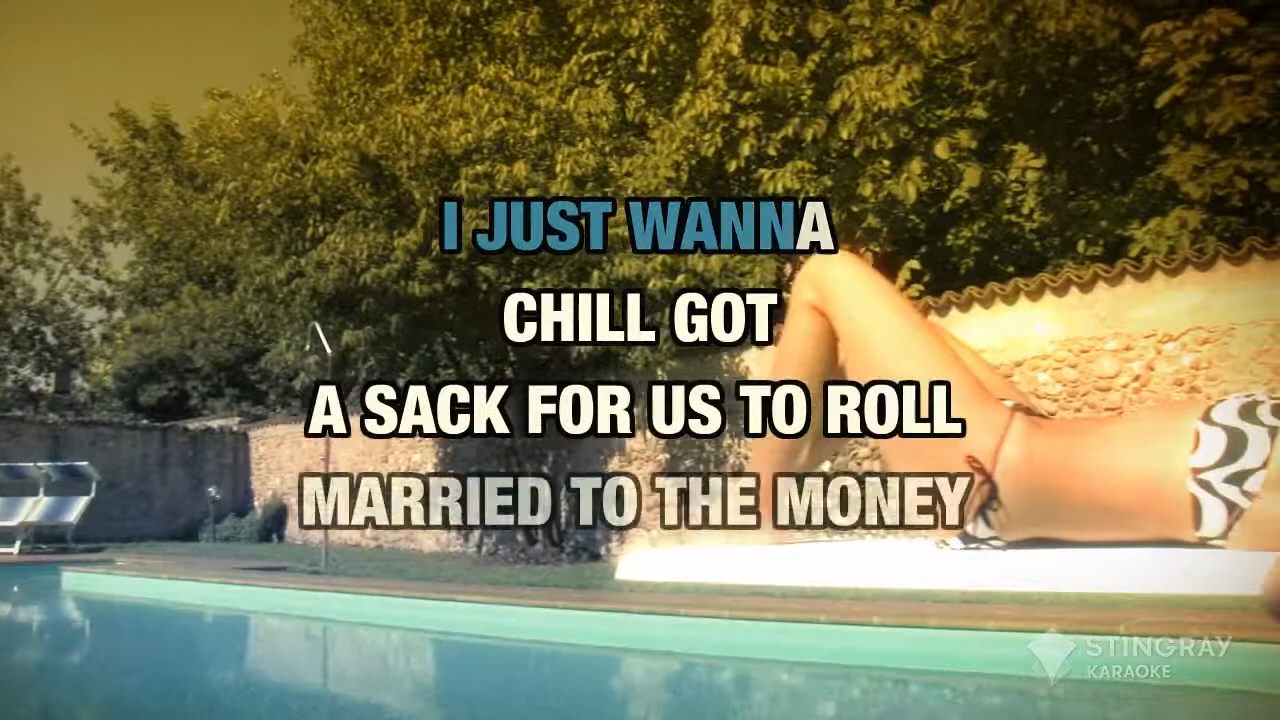 I JUST WANNA
CHILL GOT
A SACK FOR US TO ROLL
MARRIED TO THE MONEY
STINGRAY
KARAOKE